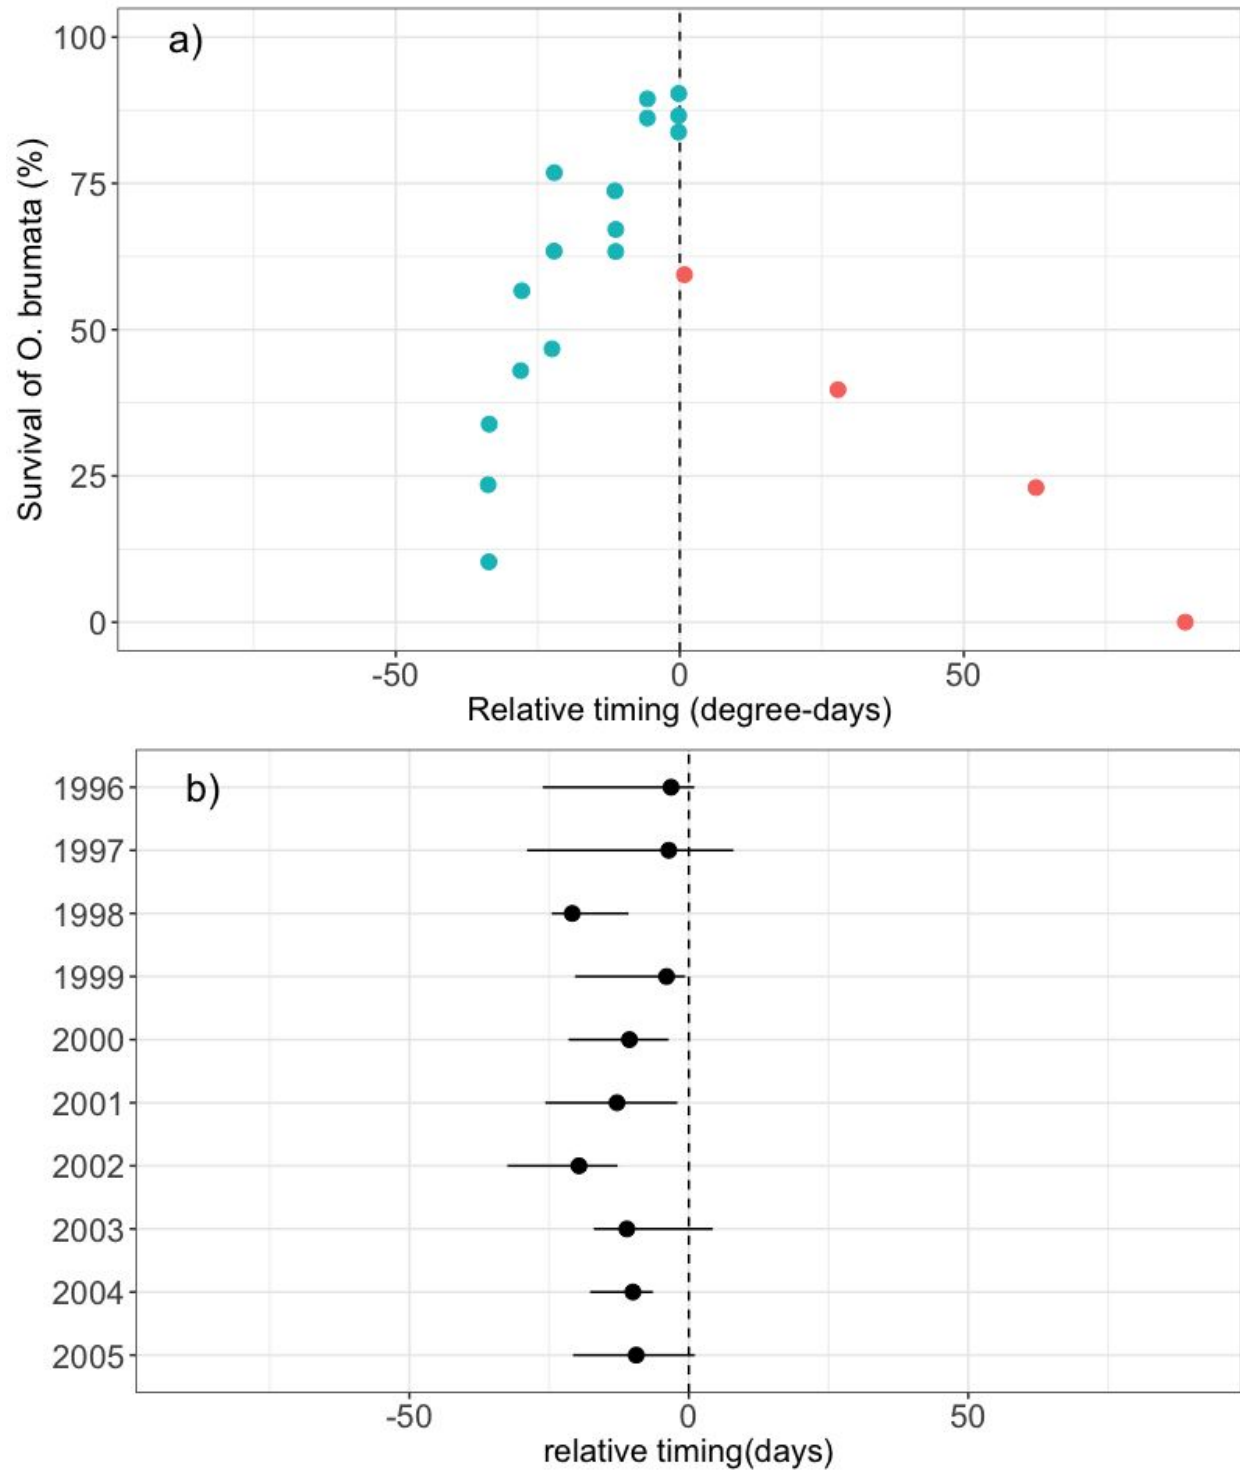 a)
Survival of O. brumata (%)
100
75
50
25
0
-50 0 50
Relative timing (degree-days)
b)
1996
1997
1998
1999
2000
2001
2002
2003
2004
2005
-50 0 50
relative timing(days)